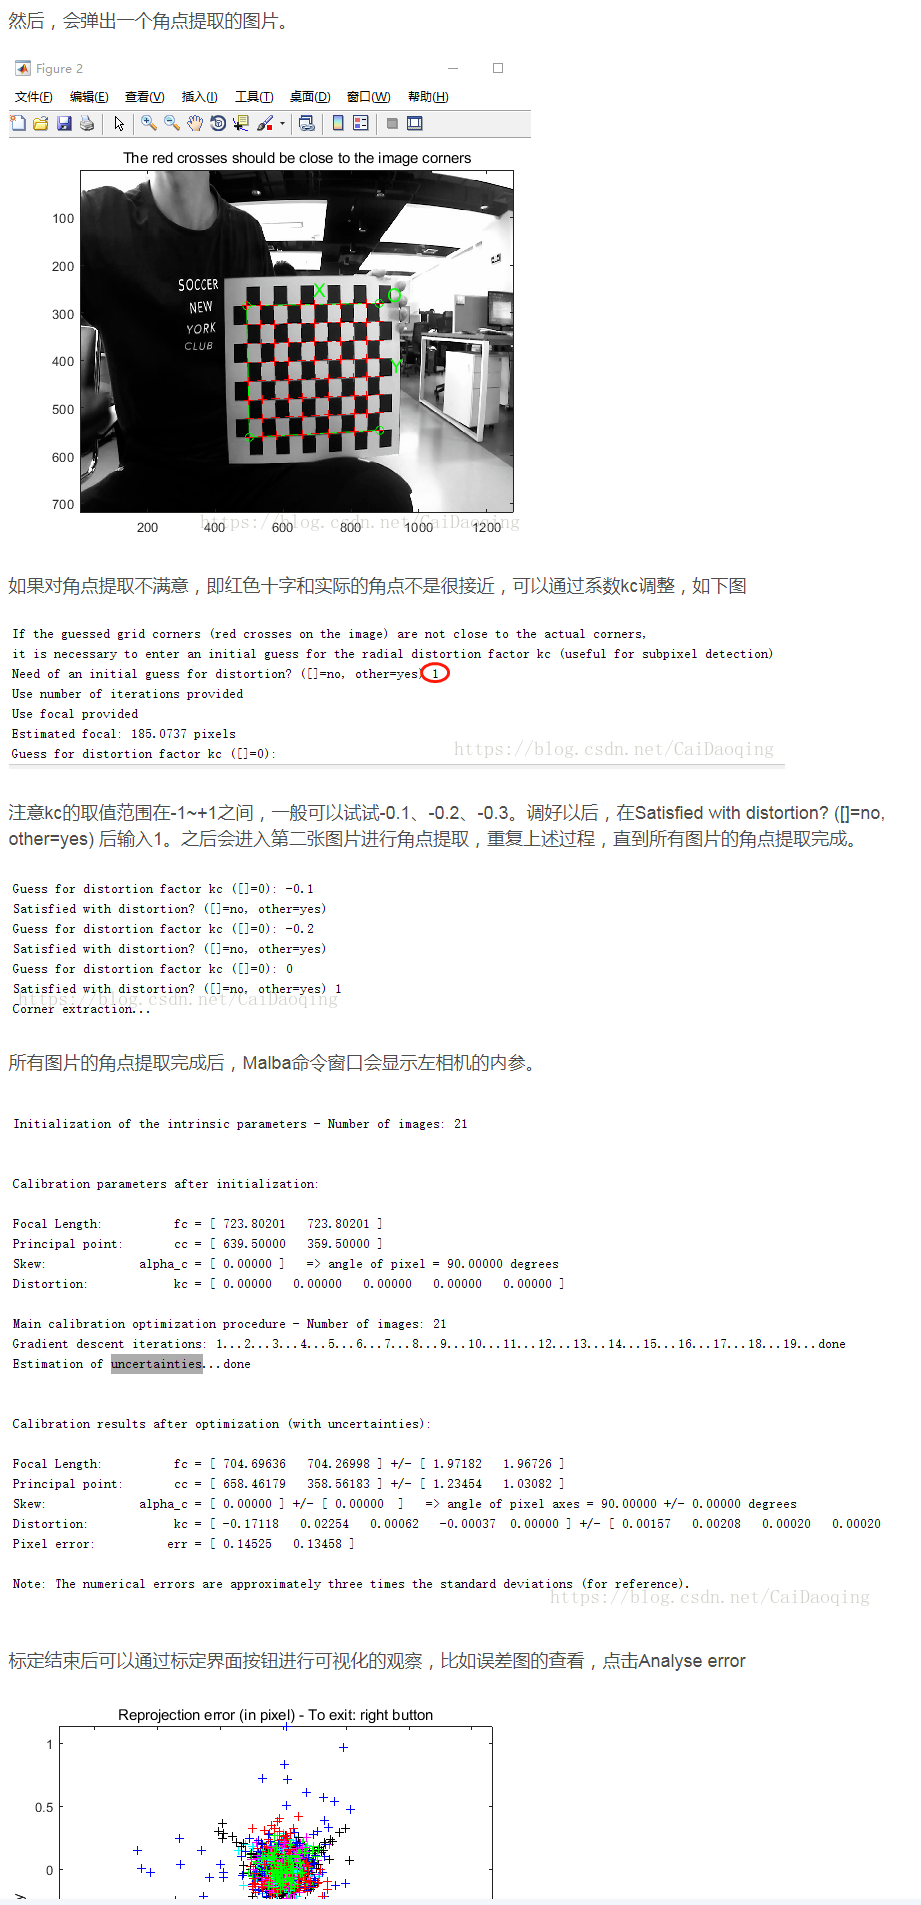 然后，会弹出一个角点提取的图片。
Figure 2
文件(F) 编辑(E) 查看(V) 插入(I) 工具(T) 桌面(D) 窗口(W) 帮助(H)
The red crosses should be close to the image corners
100
200
300
400
500
600
700
SOCCER
NEW
YORK
CLUB
X
O
Y
200 400 600 800 1000 1200
https://blog.csdn.net/CaiDaoqing
如果对角点提取不满意，即红色十字和实际的角点不是很接近，可以通过系数kc调整，如下图
If the guessed grid corners (red crosses on the image) are not close to the actual corners,
it is necessary to enter an initial guess for the radial distortion factor kc (useful for subpixel detection)
Need of an initial guess for distortion? ([]=no, other=yes) 1
Use number of iterations provided
Use focal provided
Estimated focal: 185.0737 pixels
Guess for distortion factor kc ([]=0):
https://blog.csdn.net/CaiDaoqing
注意kc的取值范围在-1~+1之间，一般可以试试-0.1、-0.2、-0.3。调好以后，在Satisfied with distortion? ([]=no,
other=yes) 后输入1。之后会进入第二张图片进行角点提取，重复上述过程，直到所有图片的角点提取完成。
Guess for distortion factor kc ([]=0): -0.1
Satisfied with distortion? ([]=no, other=yes)
Guess for distortion factor kc ([]=0): -0.2
Satisfied with distortion? ([]=no, other=yes)
Guess for distortion factor kc ([]=0): 0
Satisfied with distortion? ([]=no, other=yes) 1
https://blog.csdn.net/CaiDaoqing
Corner extraction...
所有图片的角点提取完成后，Malba命令窗口会显示左相机的内参。
Initialization of the intrinsic parameters - Number of images: 21
Calibration parameters after initialization:
Focal Length: fc = [ 723.80201 723.80201 ]
Principal point: cc = [ 639.50000 359.50000 ]
Skew: alpha_c = [ 0.00000 ] => angle of pixel = 90.00000 degrees
Distortion: kc = [ 0.00000 0.00000 0.00000 0.00000 0.00000 ]
Main calibration optimization procedure - Number of images: 21
Gradient descent iterations: 1...2...3...4...5...6...7...8...9...10...11...12...13...14...15...16...17...18...19...done
Estimation of uncertainties...done
Calibration results after optimization (with uncertainties):
Focal Length: fc = [ 704.69636 704.26998 ] +/- [ 1.97182 1.96726 ]
Principal point: cc = [ 658.46179 358.56183 ] +/- [ 1.23454 1.03082 ]
Skew: alpha_c = [ 0.00000 ] +/- [ 0.00000 ] => angle of pixel axes = 90.00000 +/- 0.00000 degrees
Distortion: kc = [ -0.17118 0.02254 0.00062 -0.00037 0.00000 ] +/- [ 0.00157 0.00208 0.00020 0.00020
Pixel error: err = [ 0.14525 0.13458 ]
Note: The numerical errors are approximately three times the standard deviations (for reference).
https://blog.csdn.net/CaiDaoqing
标定结束后可以通过标定界面按钮进行可视化的观察，比如误差图的查看，点击Analyse error
Reprojection error (in pixel) - To exit: right button
1
0.5
0
y